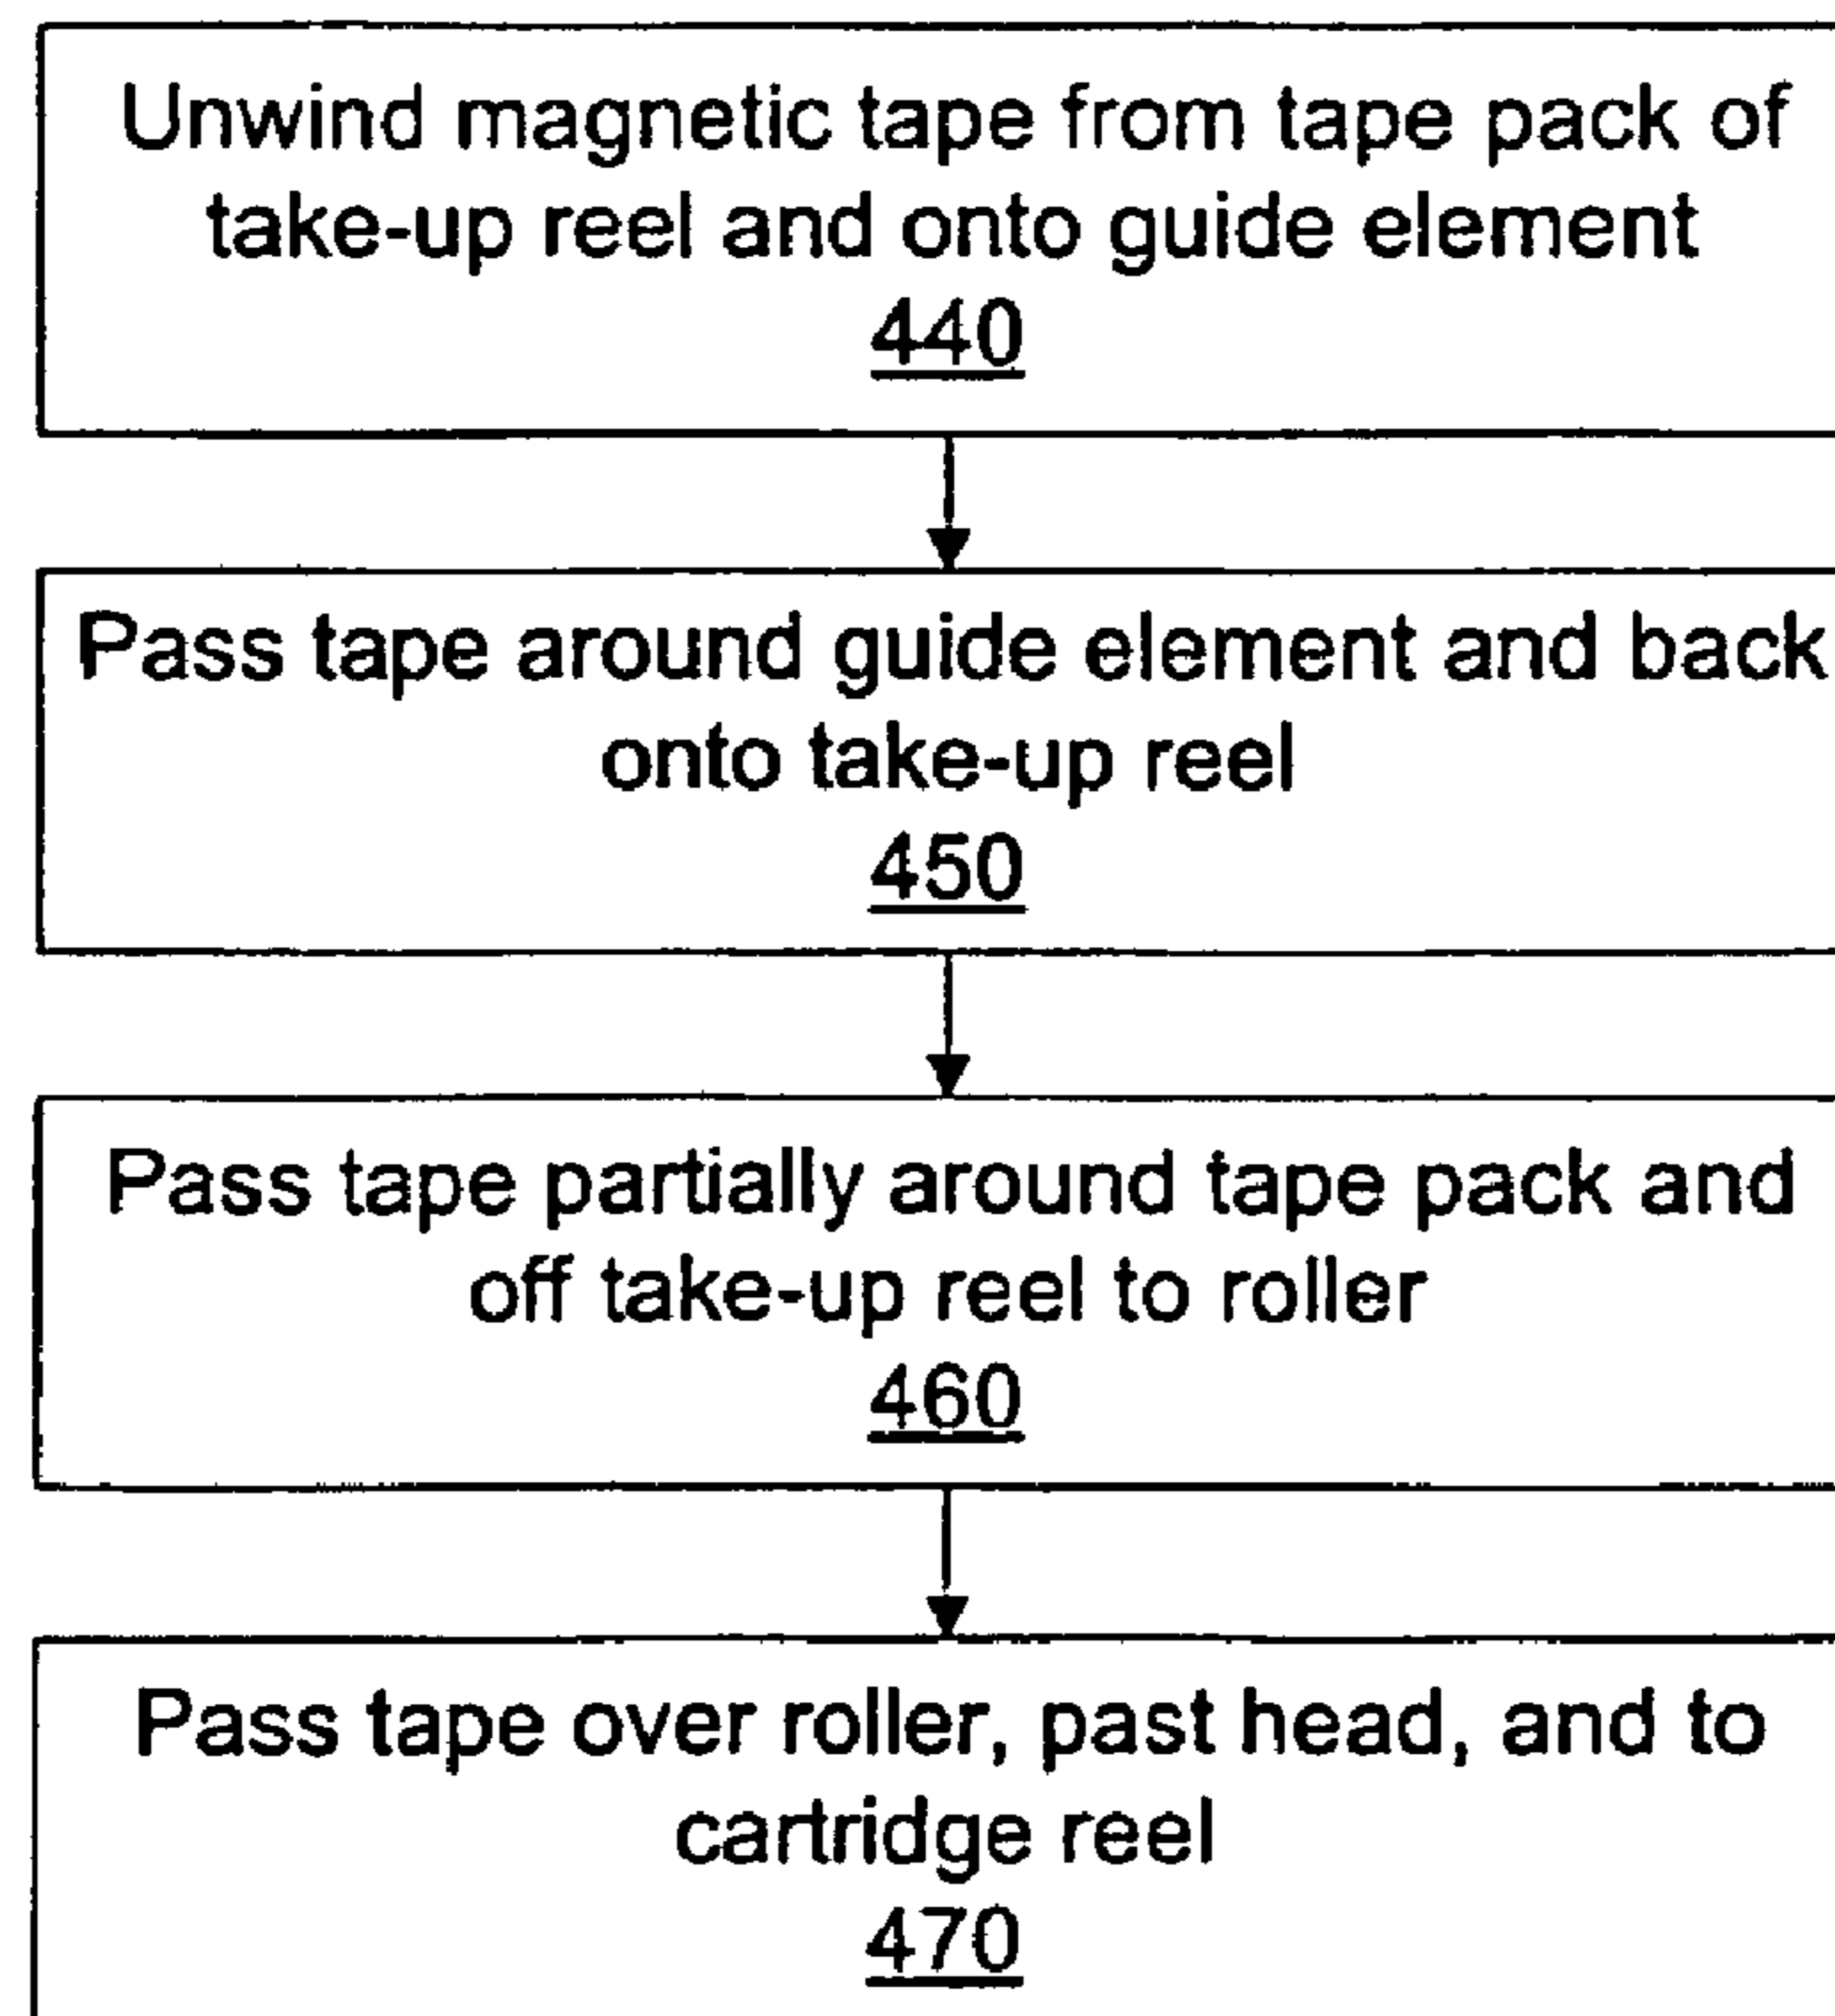 Unwind magnetic tape from tape pack of
take-up reel and onto guide element
440
Pass tape around guide element and back
onto take-up reel
450
Pass tape partially around tape pack and
off take-up reel to roller
460
Pass tape over roller, past head, and to
cartridge reel
470